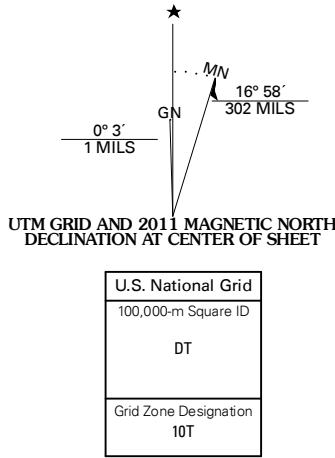 MN
GN
16° 58´
302 MILS
0° 3´
1 MILS
UTM GRID AND 2011 MAGNETIC NORTH
DECLINATION AT CENTER OF SHEET
U.S. National Grid
100,000-m Square ID
DT
Grid Zone Designation
10T